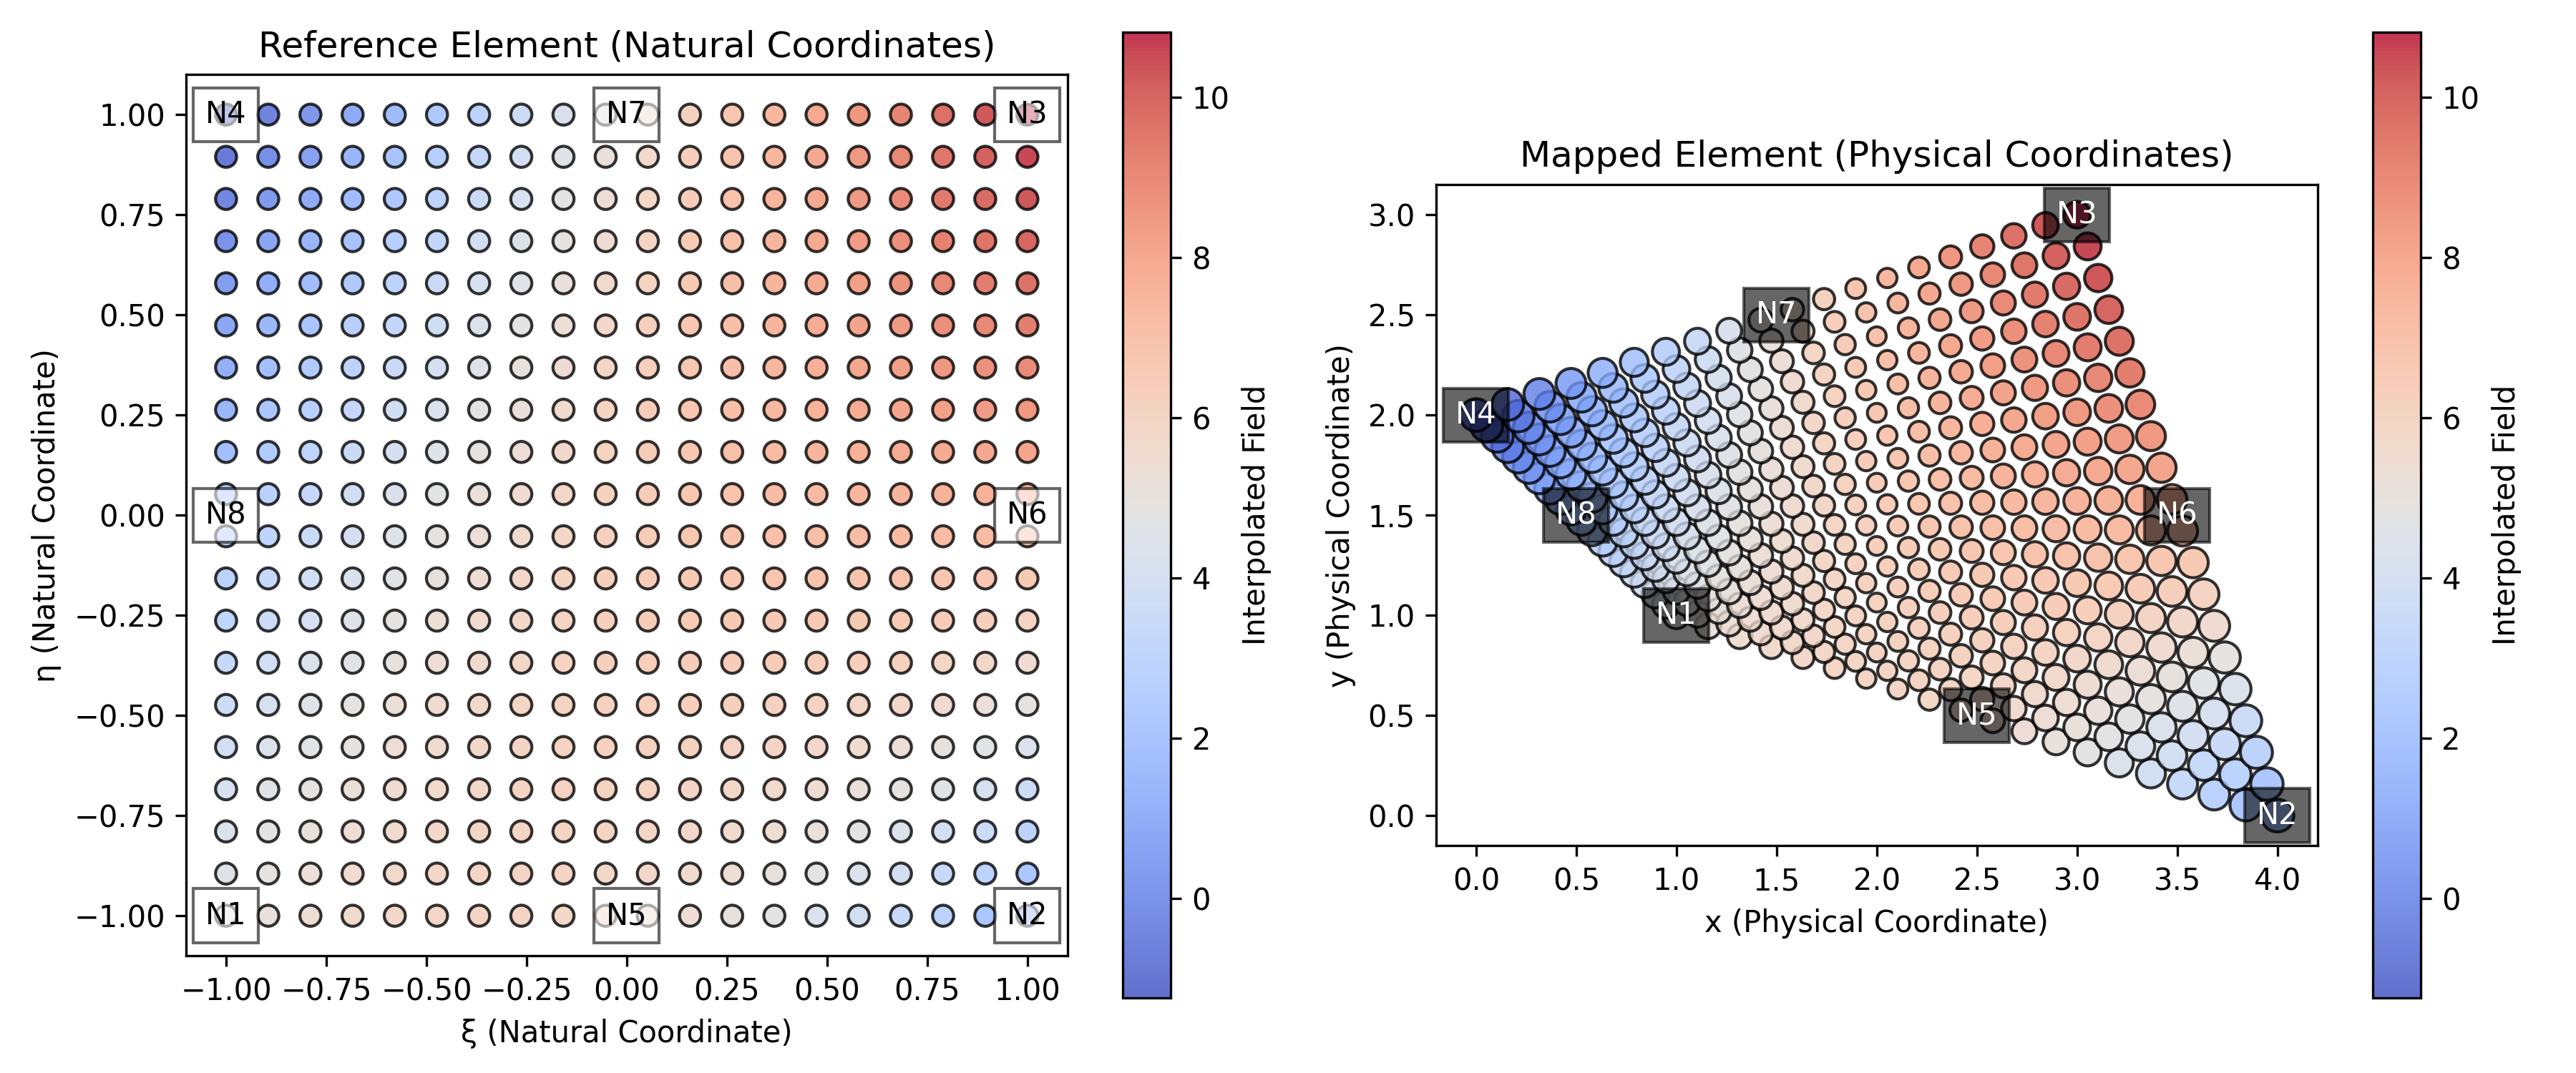 Reference Element (Natural Coordinates)
N4 N7 N3
N8 N6
N1 N5 N2
1.00
0.75
0.50
0.25
0.00
−0.25
−0.50
−0.75
−1.00
η (Natural Coordinate)
−1.00 −0.75 −0.50 −0.25 0.00 0.25 0.50 0.75 1.00
ξ (Natural Coordinate)
10
8
6
4
2
0
Interpolated Field
Mapped Element (Physical Coordinates)
N3
N7
N4
N8 N6
N1
N5
N2
3.0
2.5
2.0
1.5
1.0
0.5
0.0
y (Physical Coordinate)
0.0 0.5 1.0 1.5 2.0 2.5 3.0 3.5 4.0
x (Physical Coordinate)
10
8
6
4
2
0
Interpolated Field